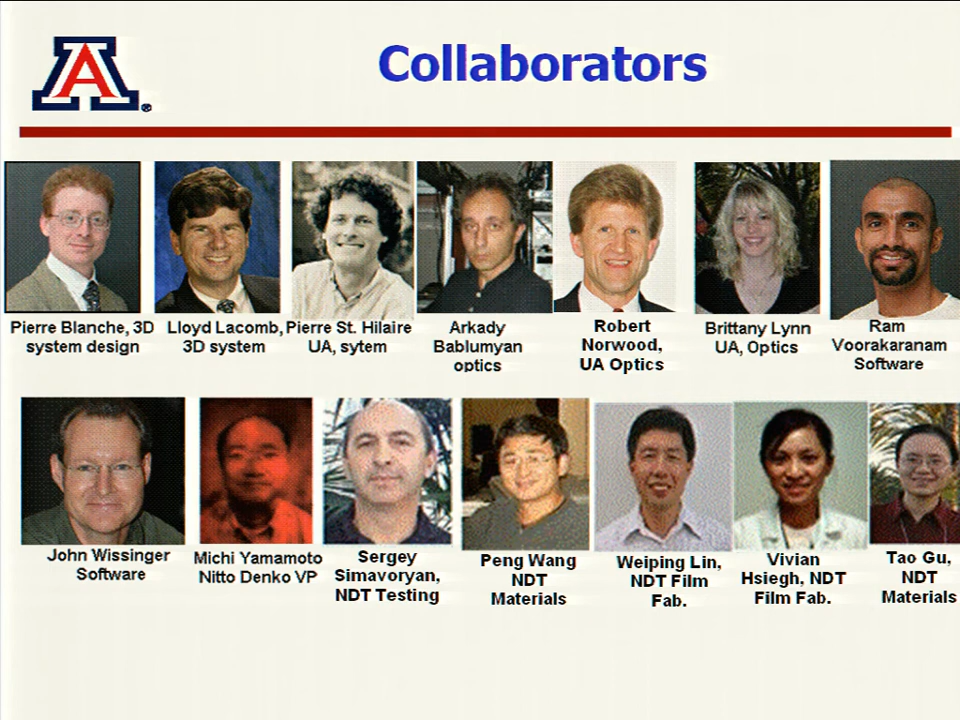 A
®
Collaborators
Pierre Blanche, 3D
system design
Lloyd Lacomb,
3D system
Pierre St. Hilaire
UA, sytem
Arkady
Bablumyan
optics
Robert
Norwood,
UA Optics
Brittany Lynn
UA, Optics
Ram
Voorakaranam
Software
John Wissinger
Software
Michi Yamamoto
Nitto Denko VP
Sergey
Simavoryan,
NDT Testing
Peng Wang
NDT
Materials
Weiping Lin,
NDT Film
Fab.
Vivian
Hsiegh, NDT
Film Fab.
Tao Gu,
NDT
Materials